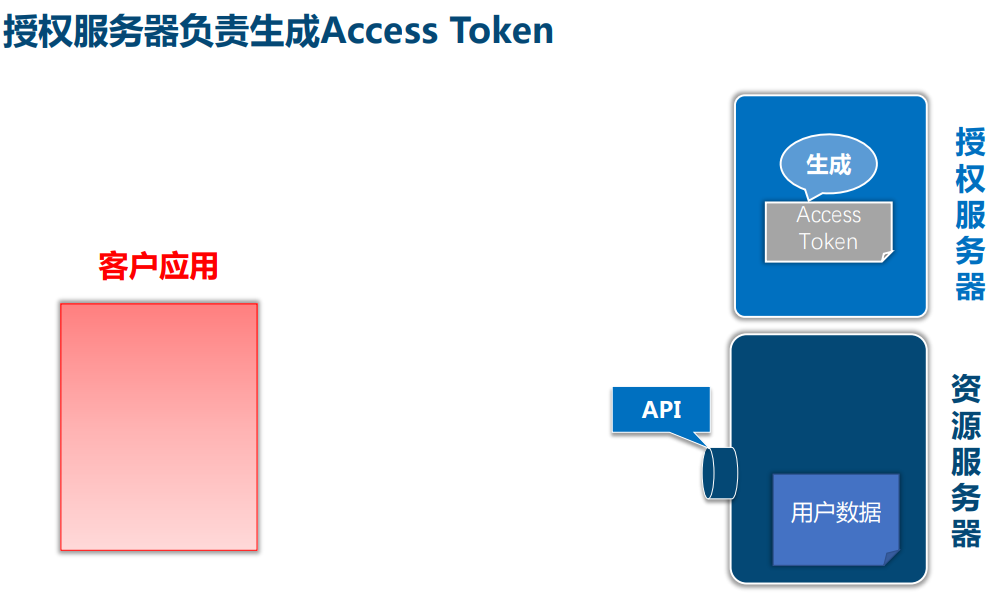 授权服务器负责生成Access Token
生成
Access
Token
授权服务器
客户应用
API
用户数据
资源服务器